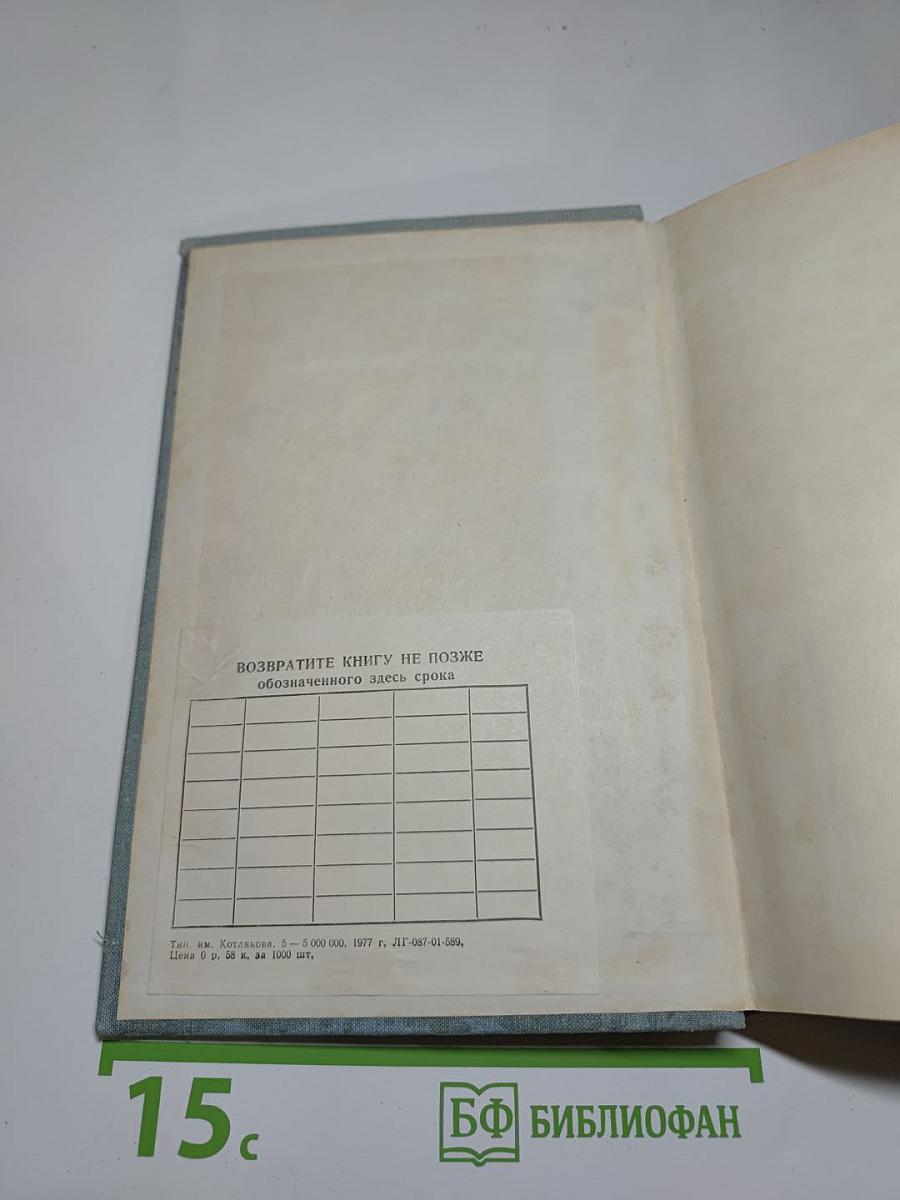 ВОЗВРАТИТЕ КНИГУ НЕ ПОЗЖЕ
обозначенного здесь срока
Тип. им. Котлякова. 5 — 5 000 000. 1977 г. ЛГ-087-01-589,
Цена 0 р. 58 к. за 1000 шт,
15 с
БФ БИБЛИОФАН